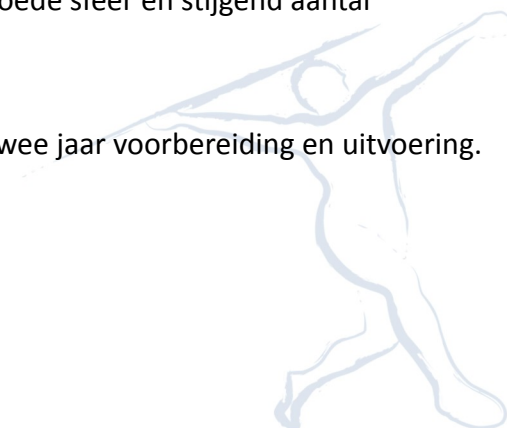 oede sfeer en stijgend aantal
wee jaar voorbereiding en uitvoering.